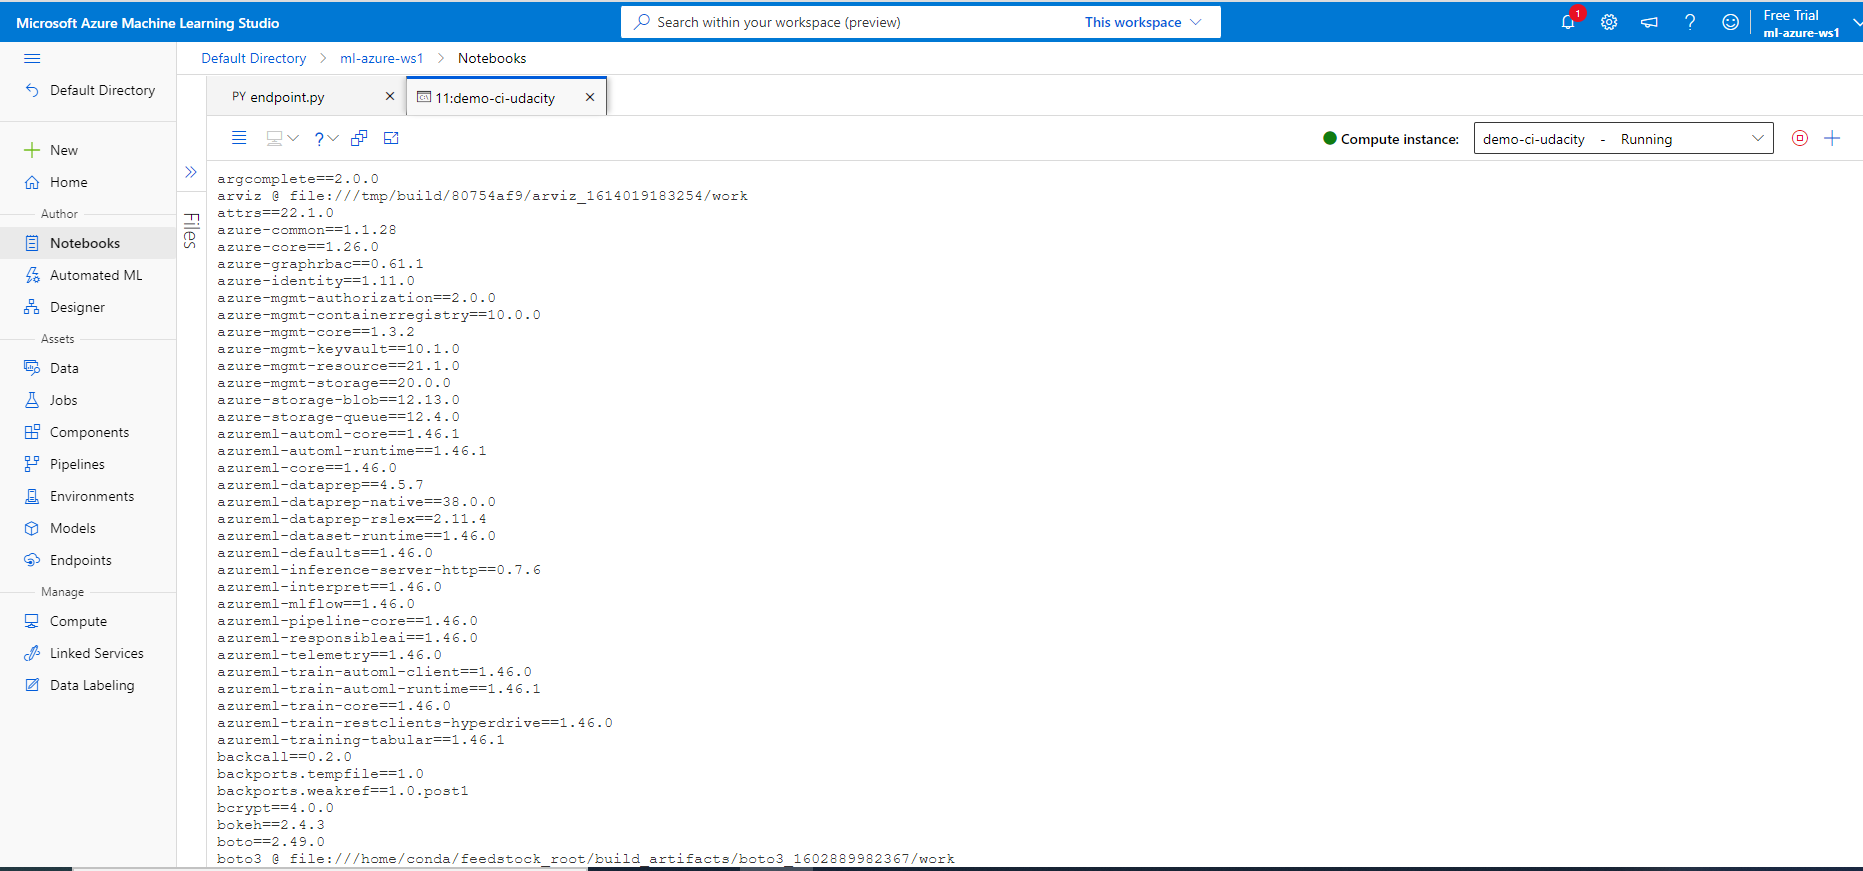 Microsoft Azure Machine Learning Studio
Search within your workspace (preview)
This workspace
1
Free Trial
ml-azure-ws1
Default Directory
ml-azure-ws1
Notebooks
Default Directory
New
Home
Author
Notebooks
Automated ML
Designer
Assets
Data
Jobs
Components
Pipelines
Environments
Models
Endpoints
Manage
Compute
Linked Services
Data Labeling
Files
PY endpoint.py
11:demo-ci-udacity
Compute instance:
demo-ci-udacity - Running
argcomplete==2.0.0
arviz @ file:///tmp/build/80754af9/arviz_1614019183254/work
attrs==22.1.0
azure-common==1.1.28
azure-core==1.26.0
azure-graphrbac==0.61.1
azure-identity==1.11.0
azure-mgmt-authorization==2.0.0
azure-mgmt-containerregistry==10.0.0
azure-mgmt-core==1.3.2
azure-mgmt-keyvault==10.1.0
azure-mgmt-resource==21.1.0
azure-mgmt-storage==20.0.0
azure-storage-blob==12.13.0
azure-storage-queue==12.4.0
azureml-automl-core==1.46.1
azureml-automl-runtime==1.46.1
azureml-core==1.46.0
azureml-dataprep==4.5.7
azureml-dataprep-native==38.0.0
azureml-dataprep-rslex==2.11.4
azureml-dataset-runtime==1.46.0
azureml-defaults==1.46.0
azureml-inference-server-http==0.7.6
azureml-interpret==1.46.0
azureml-mlflow==1.46.0
azureml-pipeline-core==1.46.0
azureml-responsibleai==1.46.0
azureml-telemetry==1.46.0
azureml-train-automl-client==1.46.0
azureml-train-automl-runtime==1.46.1
azureml-train-core==1.46.0
azureml-train-restclients-hyperdrive==1.46.0
azureml-training-tabular==1.46.1
backcall==0.2.0
backports.tempfile==1.0
backports.weakref==1.0.post1
bcrypt==4.0.0
bokeh==2.4.3
boto==2.49.0
boto3 @ file:///home/conda/feedstock_root/build_artifacts/boto3_1602889982367/work